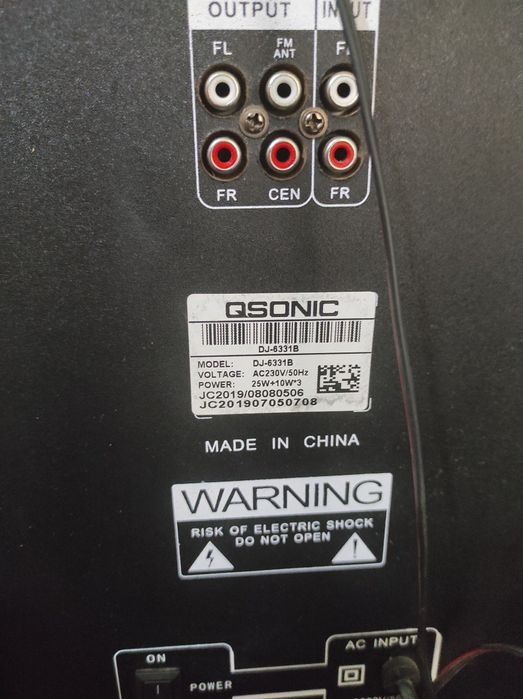 OUTPUT INPUT
FL FM ANT
FR CEN FR
QSONIC
DJ-6331B
MODEL: DJ-6331B
VOLTAGE: AC230V/50Hz
POWER: 25W+10W*3
JC2019/08080506
JC201907050708
MADE IN CHINA
WARNING
RISK OF ELECTRIC SHOCK
DO NOT OPEN
AC INPUT
ON
POWER